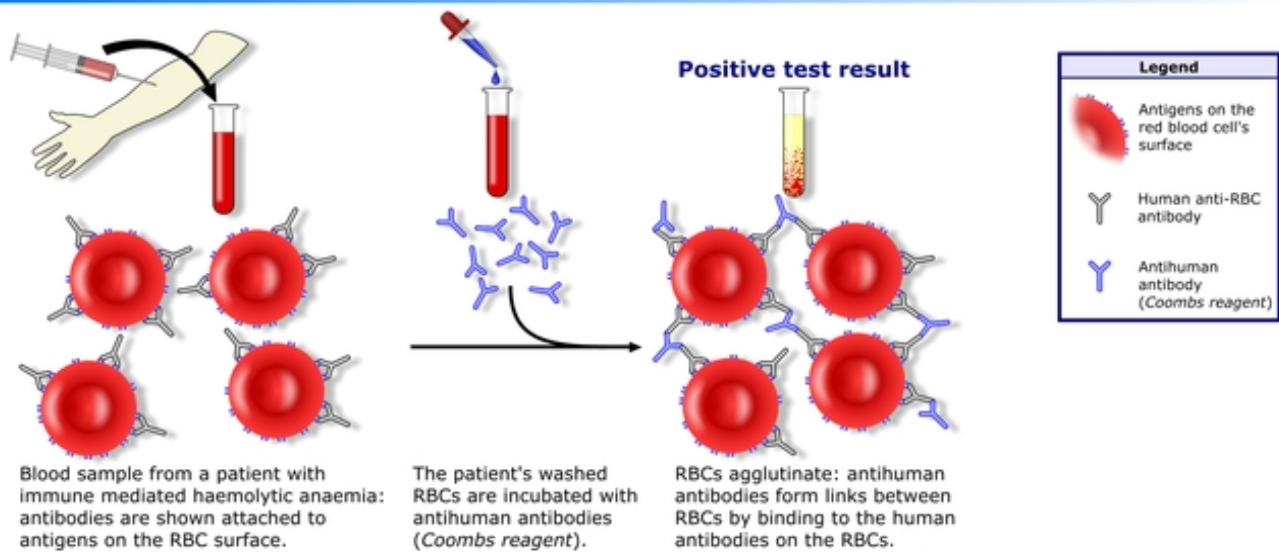 Positive test result
Legend
Antigens on the
red blood cell's
surface
Human anti-RBC
antibody
Antihuman
antibody
(Coombs reagent)
Blood sample from a patient with
immune mediated haemolytic anaemia:
antibodies are shown attached to
antigens on the RBC surface.
The patient's washed
RBCs are incubated with
antihuman antibodies
(Coombs reagent).
RBCs agglutinate: antihuman
antibodies form links between
RBCs by binding to the human
antibodies on the RBCs.